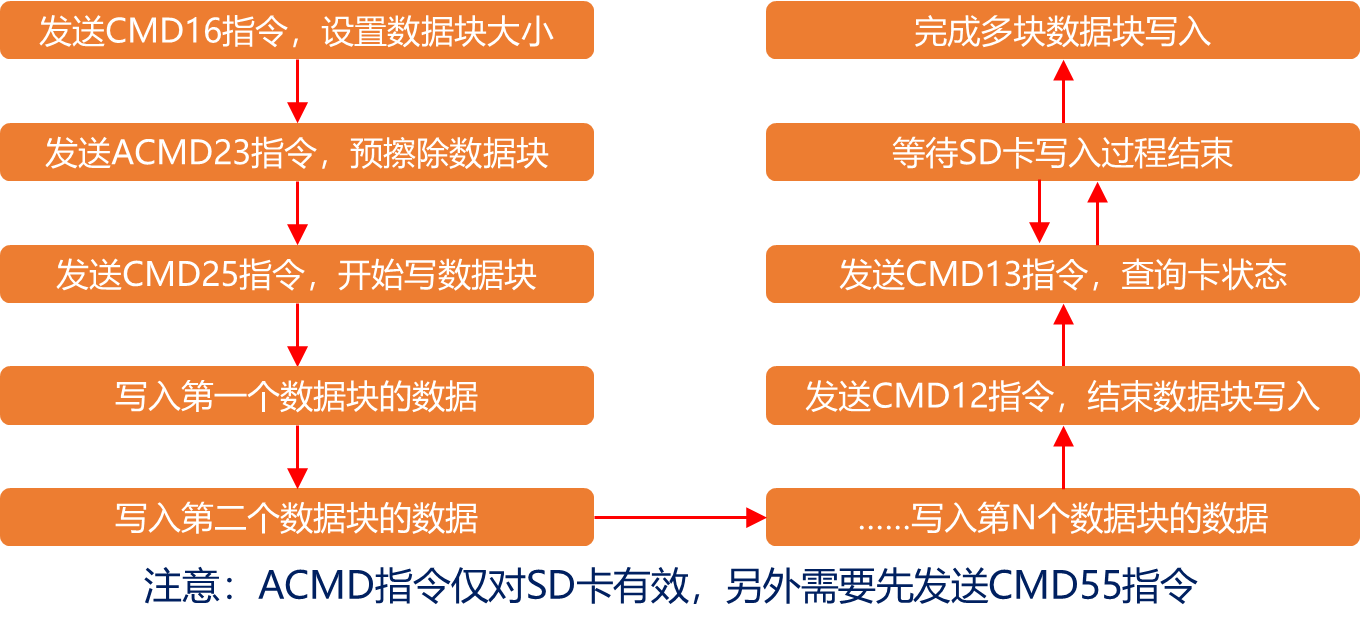 发送CMD16指令，设置数据块大小
发送ACMD23指令，预擦除数据块
发送CMD25指令，开始写数据块
写入第一个数据块的数据
写入第二个数据块的数据
……写入第N个数据块的数据
发送CMD12指令，结束数据块写入
发送CMD13指令，查询卡状态
等待SD卡写入过程结束
完成多块数据块写入
注意：ACMD指令仅对SD卡有效，另外需要先发送CMD55指令